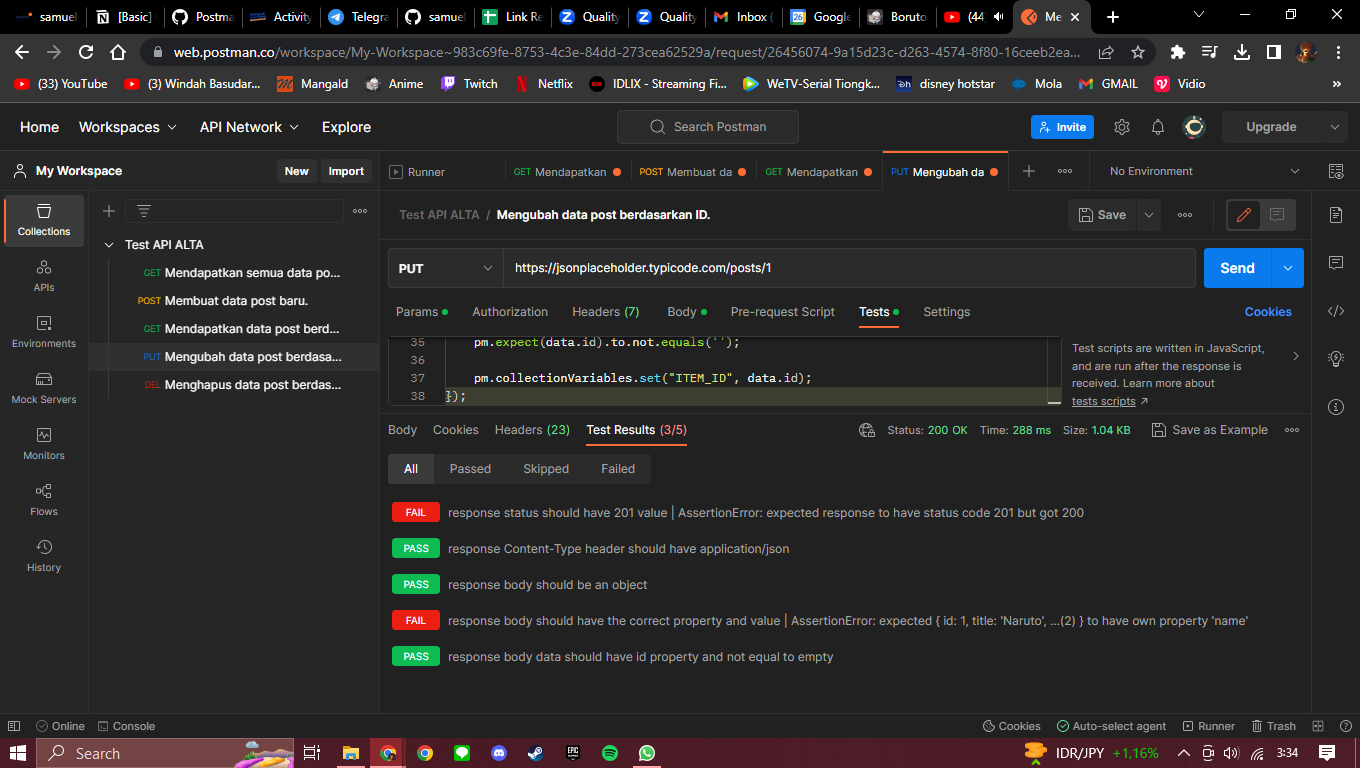 samuel
[Basic]
Postma
Activity
Telegra
samuel
Link Re
Quality
Quality
Inbox (
Google
Boruto
(44
Me
web.postman.co/workspace/My-Workspace~983c69fe-8753-4c3e-84dd-273cea62529a/request/26456074-9a15d23c-d263-4574-8f80-16ceeb2ea...
(33) YouTube
(3) Windah Basudar...
Mangald
Anime
Twitch
Netflix
IDLIX - Streaming Fi...
WeTV-Serial Tiongk...
disney hotstar
Mola
GMAIL
Vidio
»
Home
Workspaces
API Network
Explore
Search Postman
Invite
Upgrade
My Workspace
New
Import
Runner
GET Mendapatkan
POST Membuat da
GET Mendapatkan
PUT Mengubah da
No Environment
Collections
APIs
Environments
Mock Servers
Monitors
Flows
History
Test API ALTA
GET Mendapatkan semua data po...
POST Membuat data post baru.
GET Mendapatkan data post berd...
PUT Mengubah data post berdasa...
DEL Menghapus data post berdas...
Test API ALTA / Mengubah data post berdasarkan ID.
Save
PUT
https://jsonplaceholder.typicode.com/posts/1
Send
Params
Authorization
Headers (7)
Body
Pre-request Script
Tests
Settings
Cookies
35 pm.expect(data.id).to.not.equals('');
36
37 pm.collectionVariables.set("ITEM_ID", data.id);
38 });
Test scripts are written in JavaScript,
and are run after the response is
received. Learn more about
tests scripts ↗
Body
Cookies
Headers (23)
Test Results (3/5)
Status: 200 OK
Time: 288 ms
Size: 1.04 KB
Save as Example
All
Passed
Skipped
Failed
FAIL response status should have 201 value | AssertionError: expected response to have status code 201 but got 200
PASS response Content-Type header should have application/json
PASS response body should be an object
FAIL response body should have the correct property and value | AssertionError: expected { id: 1, title: 'Naruto', …(2) } to have own property 'name'
PASS response body data should have id property and not equal to empty
Online
Console
Cookies
Auto-select agent
Runner
Trash
Search
EPIC
IDR/JPY +1,16%
3:34